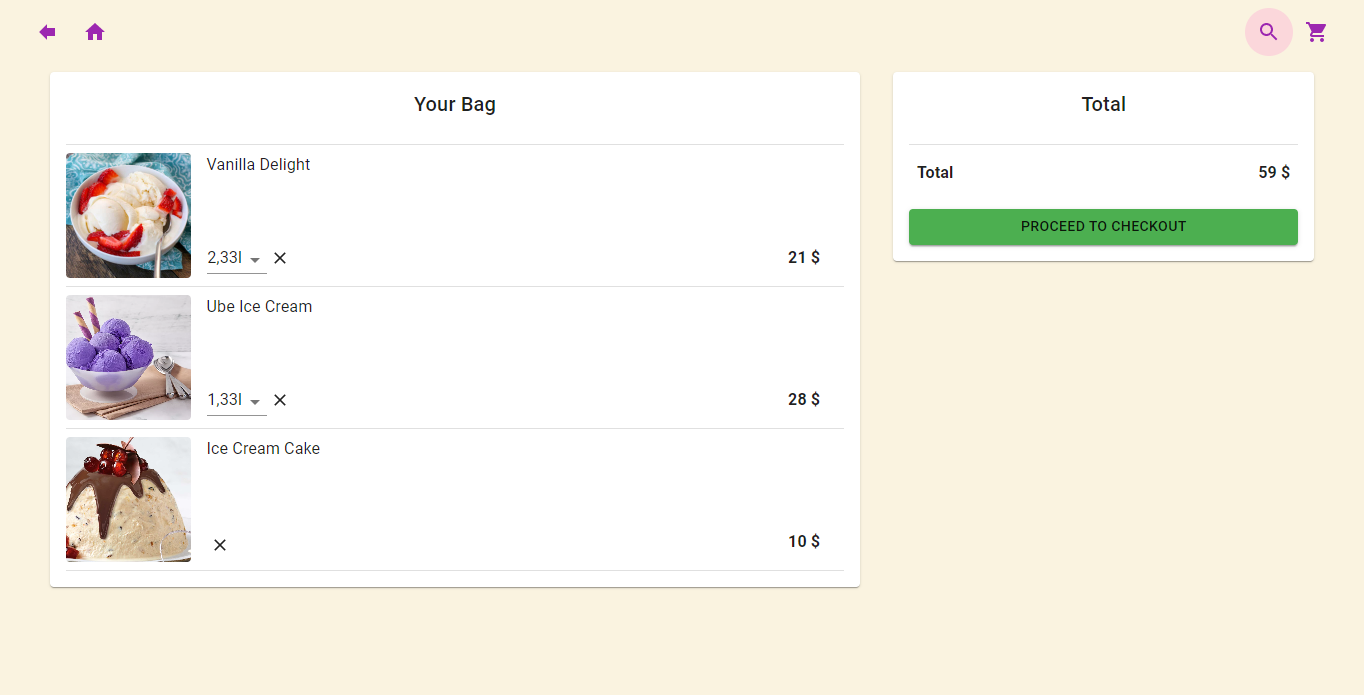 Your Bag
Vanilla Delight
2,33l
21 $
Ube Ice Cream
1,33l
28 $
Ice Cream Cake
10 $
Total
Total 59 $
PROCEED TO CHECKOUT